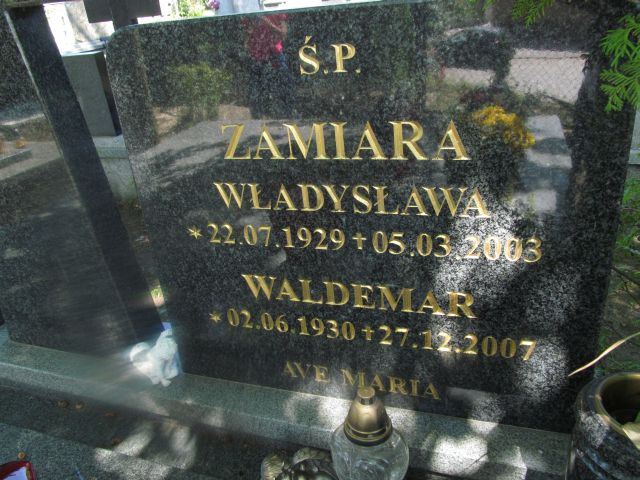 Ś.P.
ZAMIARA
WŁADYSŁAWA
*22.07.1929 + 05.03.2003
WALDEMAR
*02.06.1930 + 27.12.2007
AVE MARIA